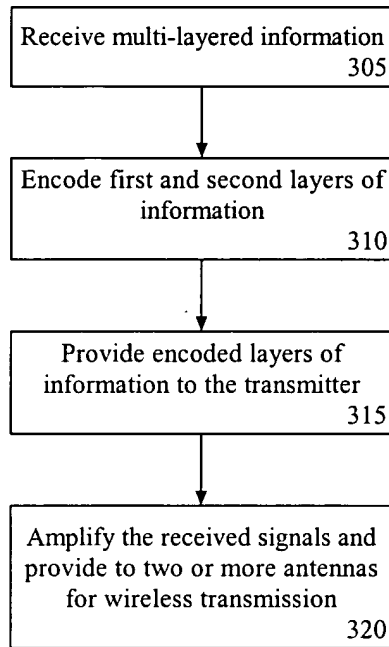 Receive multi-layered information
305
Encode first and second layers of
information
310
Provide encoded layers of
information to the transmitter
315
Amplify the received signals and
provide to two or more antennas
for wireless transmission
320